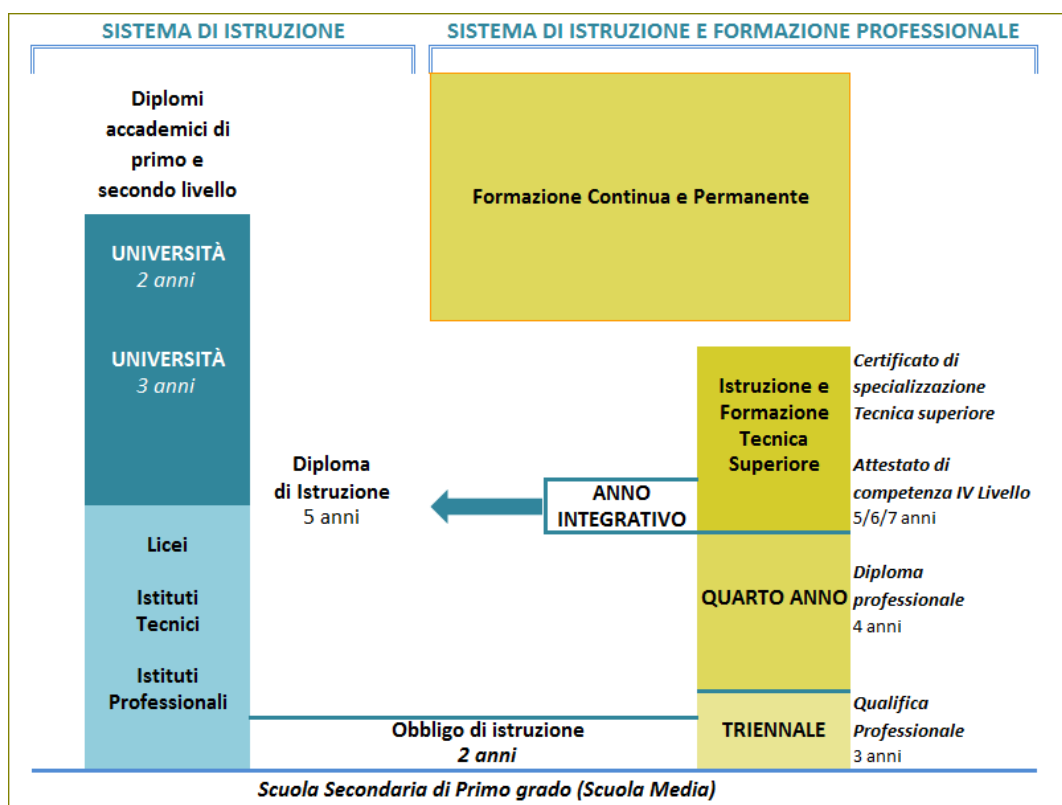 SISTEMA DI ISTRUZIONE
SISTEMA DI ISTRUZIONE E FORMAZIONE PROFESSIONALE
Diplomi
accademici di
primo e
secondo livello
UNIVERSITÀ
2 anni
UNIVERSITÀ
3 anni
Licei
Istituti
Tecnici
Istituti
Professionali
Diploma
di Istruzione
5 anni
ANNO
INTEGRATIVO
Obbligo di istruzione
2 anni
Formazione Continua e Permanente
Istruzione e
Formazione
Tecnica
Superiore
QUARTO ANNO
TRIENNALE
Certificato di
specializzazione
Tecnica superiore
Attestato di
competenza IV Livello
5/6/7 anni
Diploma
professionale
4 anni
Qualifica
Professionale
3 anni
Scuola Secondaria di Primo grado (Scuola Media)